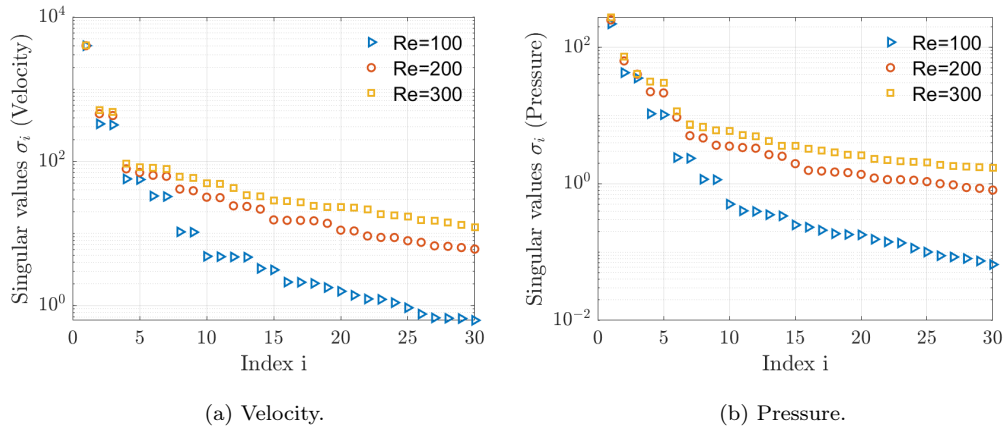 10^4
10^2
10^0
Singular values σ_i (Velocity)
Re=100
Re=200
Re=300
0 5 10 15 20 25 30
Index i
(a) Velocity.
10^2
10^0
10^-2
Singular values σ_i (Pressure)
Re=100
Re=200
Re=300
0 5 10 15 20 25 30
Index i
(b) Pressure.